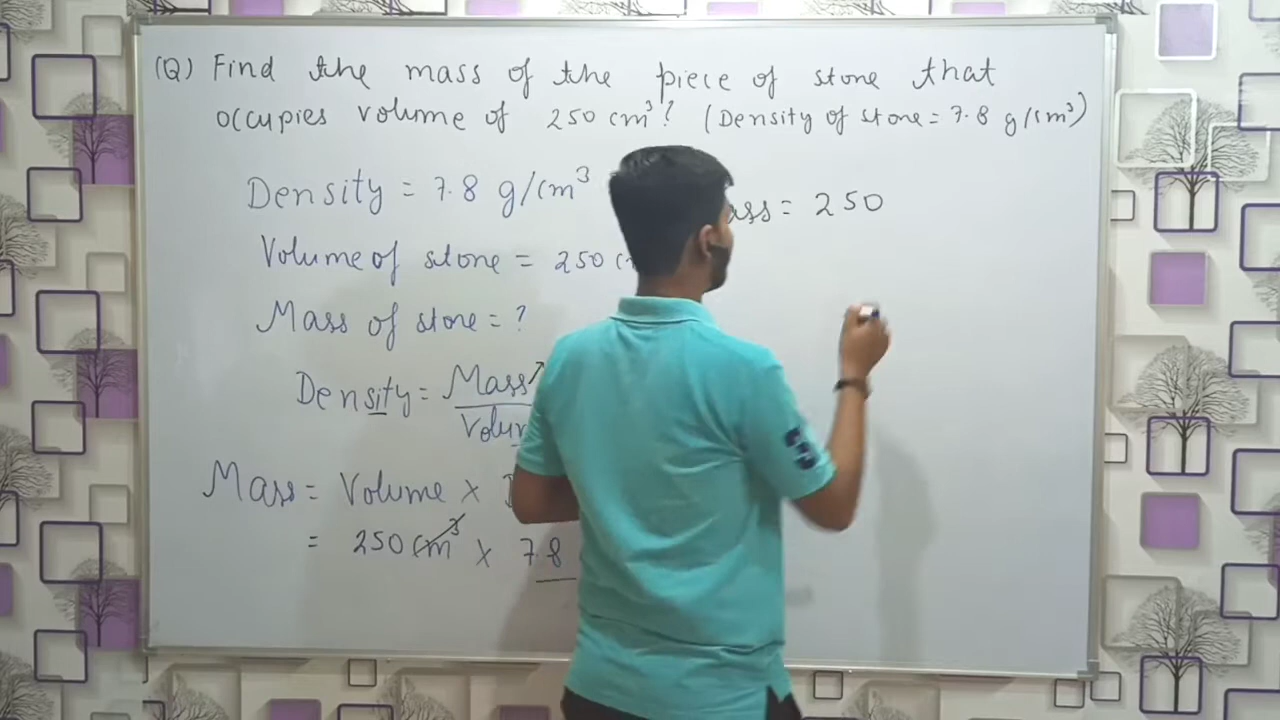 (Q) Find the mass of the piece of stone that
occupies volume of 250 cm³? (Density of stone = 7.8 g/cm³)
Density = 7.8 g/cm³
Volume of stone = 250
Mass of stone = ?
Density = Mass
Mass = Volume ×
= 250 cm³ × 7.8
= 250
3